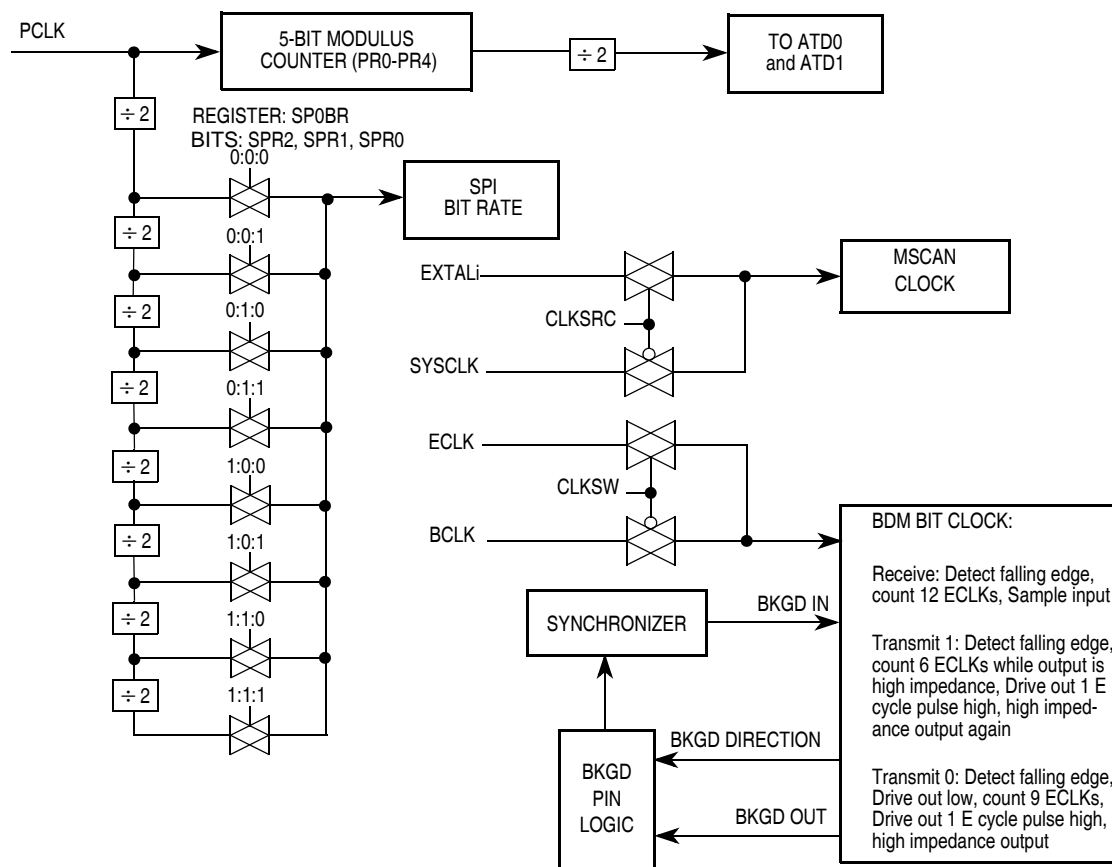 PCLK
5-BIT MODULUS
COUNTER (PR0-PR4)
÷ 2
TO ATD0
and ATD1
÷ 2
REGISTER: SP0BR
BITS: SPR2, SPR1, SPR0
0:0:0
SPI
BIT RATE
÷ 2
0:0:1
÷ 2
0:1:0
÷ 2
0:1:1
÷ 2
1:0:0
÷ 2
1:0:1
÷ 2
1:1:0
÷ 2
1:1:1
EXTALi
MSCAN
CLOCK
CLKSRC
SYSCLK
ECLK
CLKSW
BCLK
BDM BIT CLOCK:
Receive: Detect falling edge,
count 12 ECLKs, Sample input
Transmit 1: Detect falling edge,
count 6 ECLKs while output is
high impedance, Drive out 1 E
cycle pulse high, high imped-
ance output again
Transmit 0: Detect falling edge,
Drive out low, count 9 ECLKs,
Drive out 1 E cycle pulse high,
high impedance output
SYNCHRONIZER
BKGD IN
BKGD DIRECTION
BKGD
PIN
LOGIC
BKGD OUT